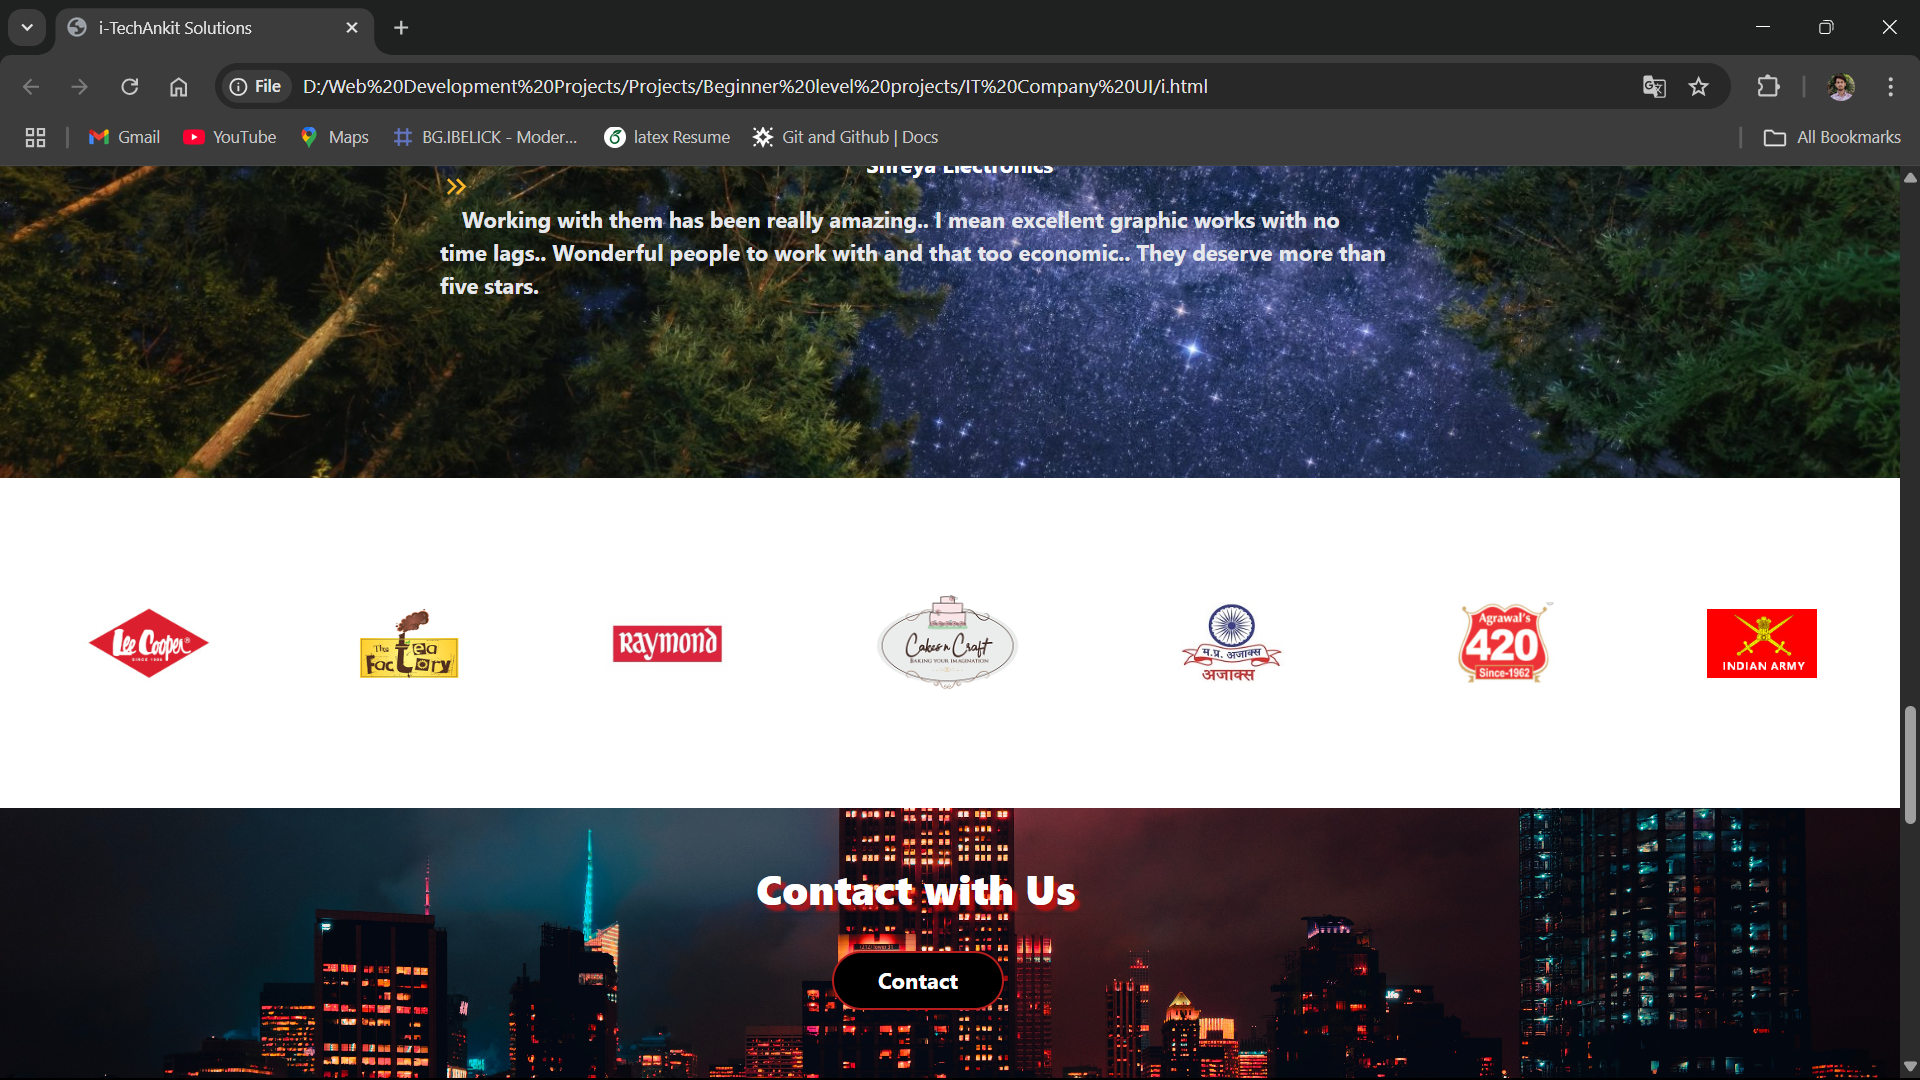 i-TechAnkit Solutions
File
D:/Web%20Development%20Projects/Projects/Beginner%20level%20projects/IT%20Company%20UI/i.html
Gmail
YouTube
Maps
BG.IBELICK - Moder...
latex Resume
Git and Github | Docs
All Bookmarks
Shreya Electronics
Working with them has been really amazing.. I mean excellent graphic works with no
time lags.. Wonderful people to work with and that too economic.. They deserve more than
five stars.
Lee Cooper®
SINCE 1908
The Tea
Factory
Raymond
Cakes n Craft
BAKING YOUR IMAGINATION
म.प्र. अजाक्स
अजाक्स
Agrawal's
420
Since-1962
INDIAN ARMY
Contact with Us
Contact